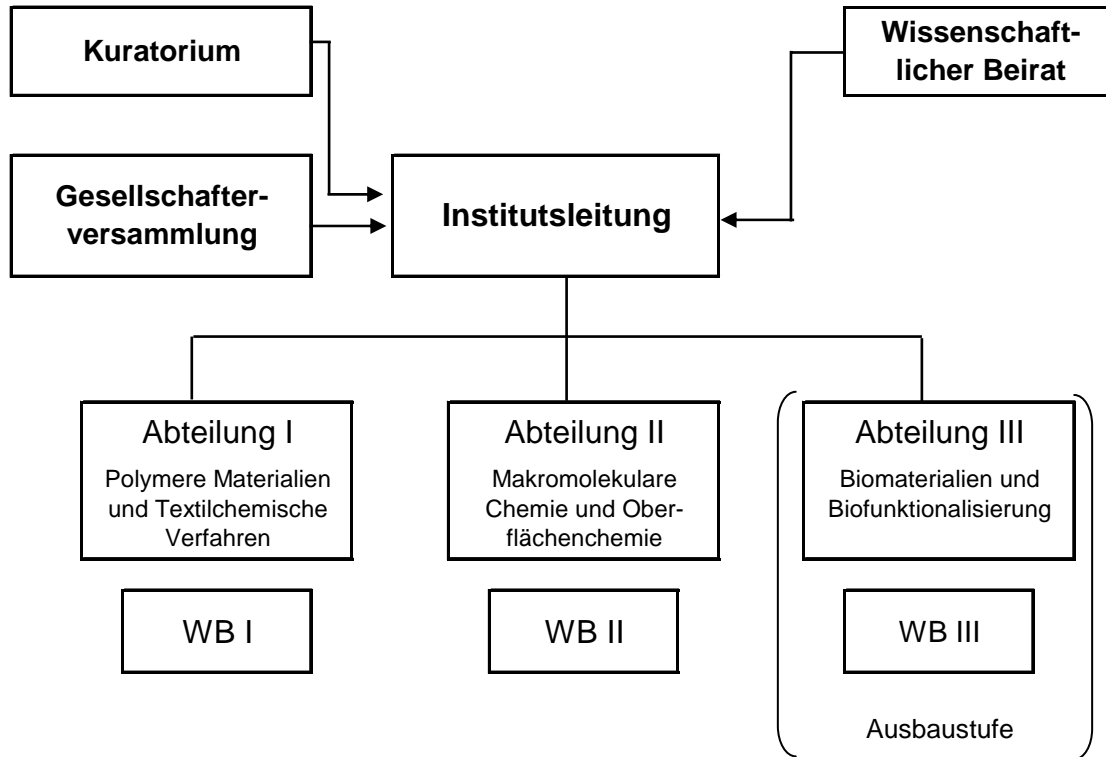 Kuratorium
Wissenschaft-
licher Beirat
Gesellschafter-
versammlung
Institutsleitung
Abteilung I
Polymere Materialien
und Textilchemische
Verfahren
Abteilung II
Makromolekulare
Chemie und Ober-
flächenchemie
Abteilung III
Biomaterialien und
Biofunktionalisierung
WB I
WB II
WB III
Ausbaustufe